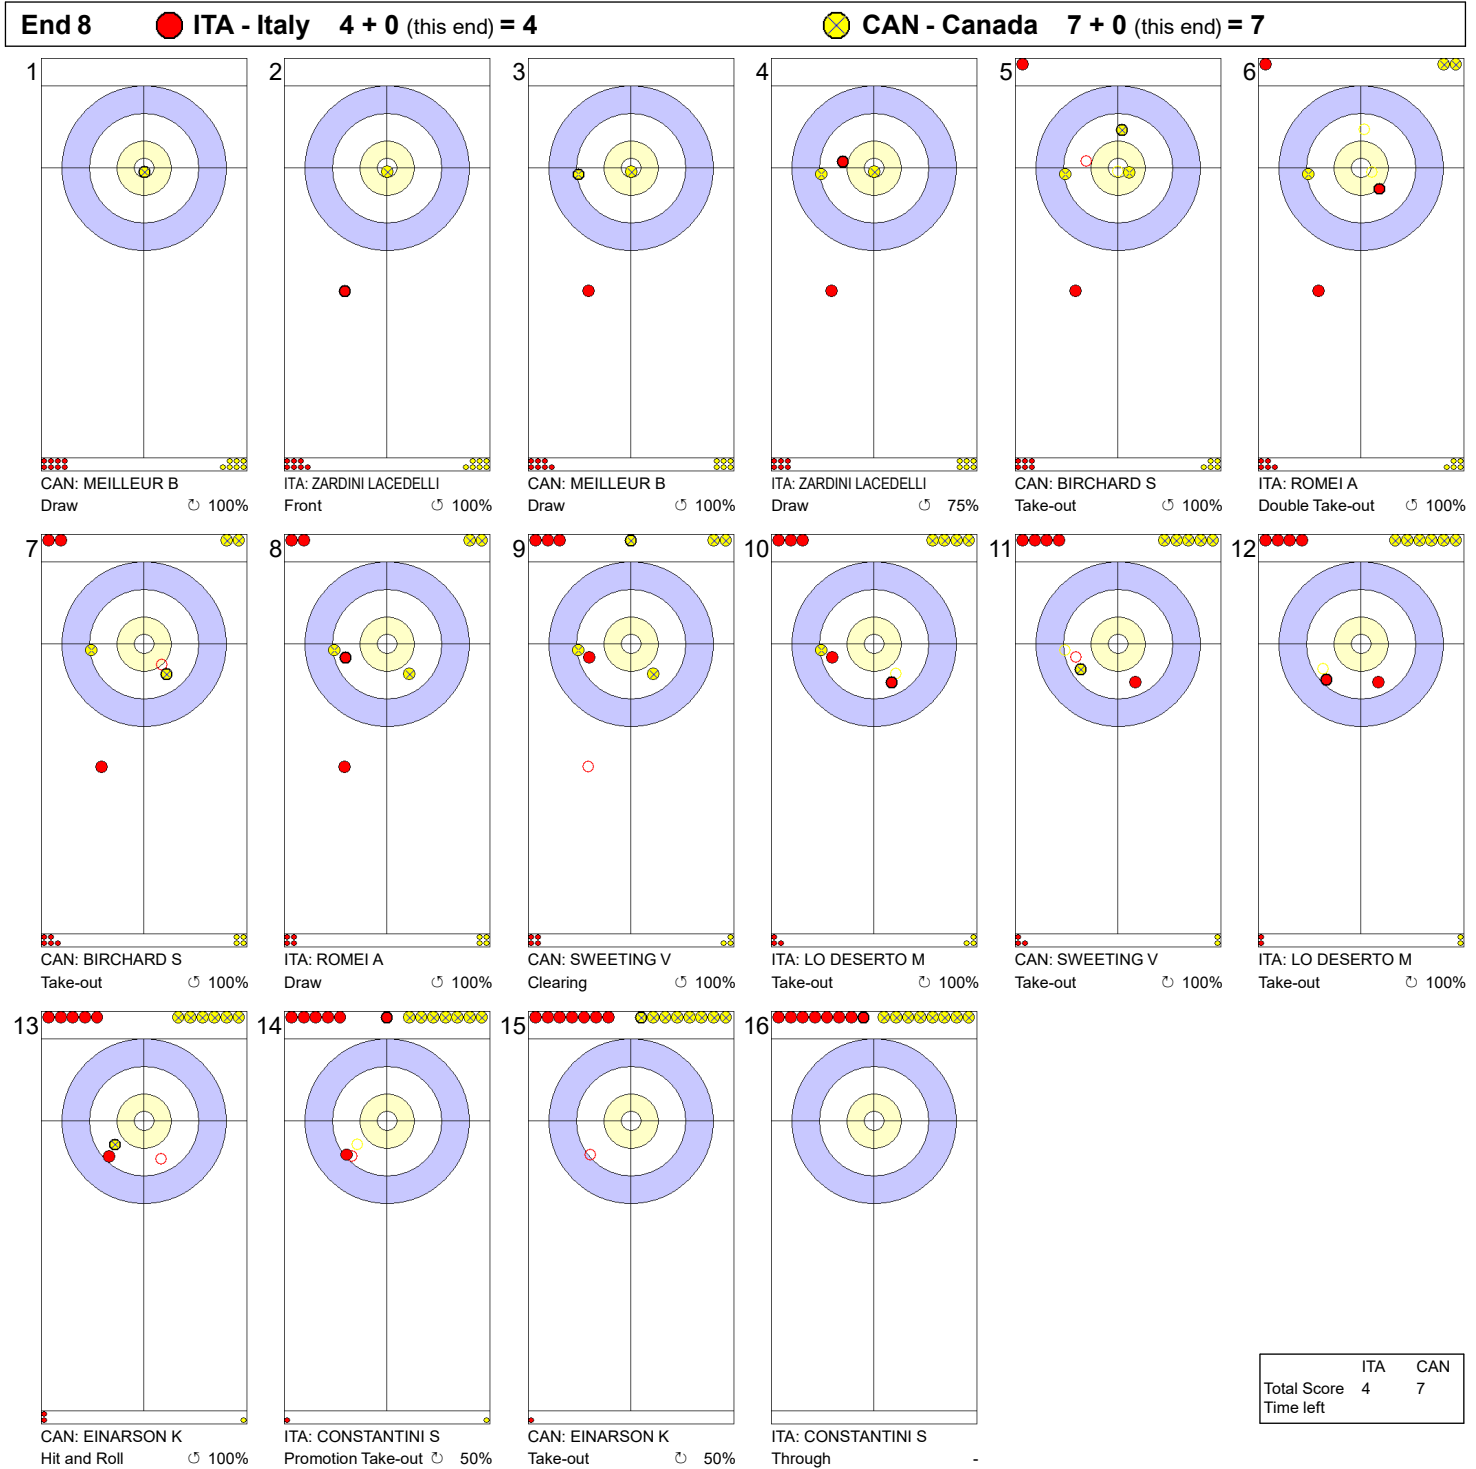 End 8 ITA - Italy 4 + 0 (this end) = 4 CAN - Canada 7 + 0 (this end) = 7
1 2 3 4 5 6
CAN: MEILLEUR B ITA: ZARDINI LACEDELLI CAN: MEILLEUR B ITA: ZARDINI LACEDELLI CAN: BIRCHARD S ITA: ROMEI A
Draw ↻ 100% Front ↺ 100% Draw ↻ 100% Draw ↺ 75% Take-out ↺ 100% Double Take-out ↺ 100%
7 8 9 10 11 12
CAN: BIRCHARD S ITA: ROMEI A CAN: SWEETING V ITA: LO DESERTO M CAN: SWEETING V ITA: LO DESERTO M
Take-out ↺ 100% Draw ↺ 100% Clearing ↺ 100% Take-out ↻ 100% Take-out ↻ 100% Take-out ↻ 100%
13 14 15 16
CAN: EINARSON K ITA: CONSTANTINI S CAN: EINARSON K ITA: CONSTANTINI S
Hit and Roll ↺ 100% Promotion Take-out ↻ 50% Take-out ↻ 50% Through -
ITA CAN
Total Score 4 7
Time left